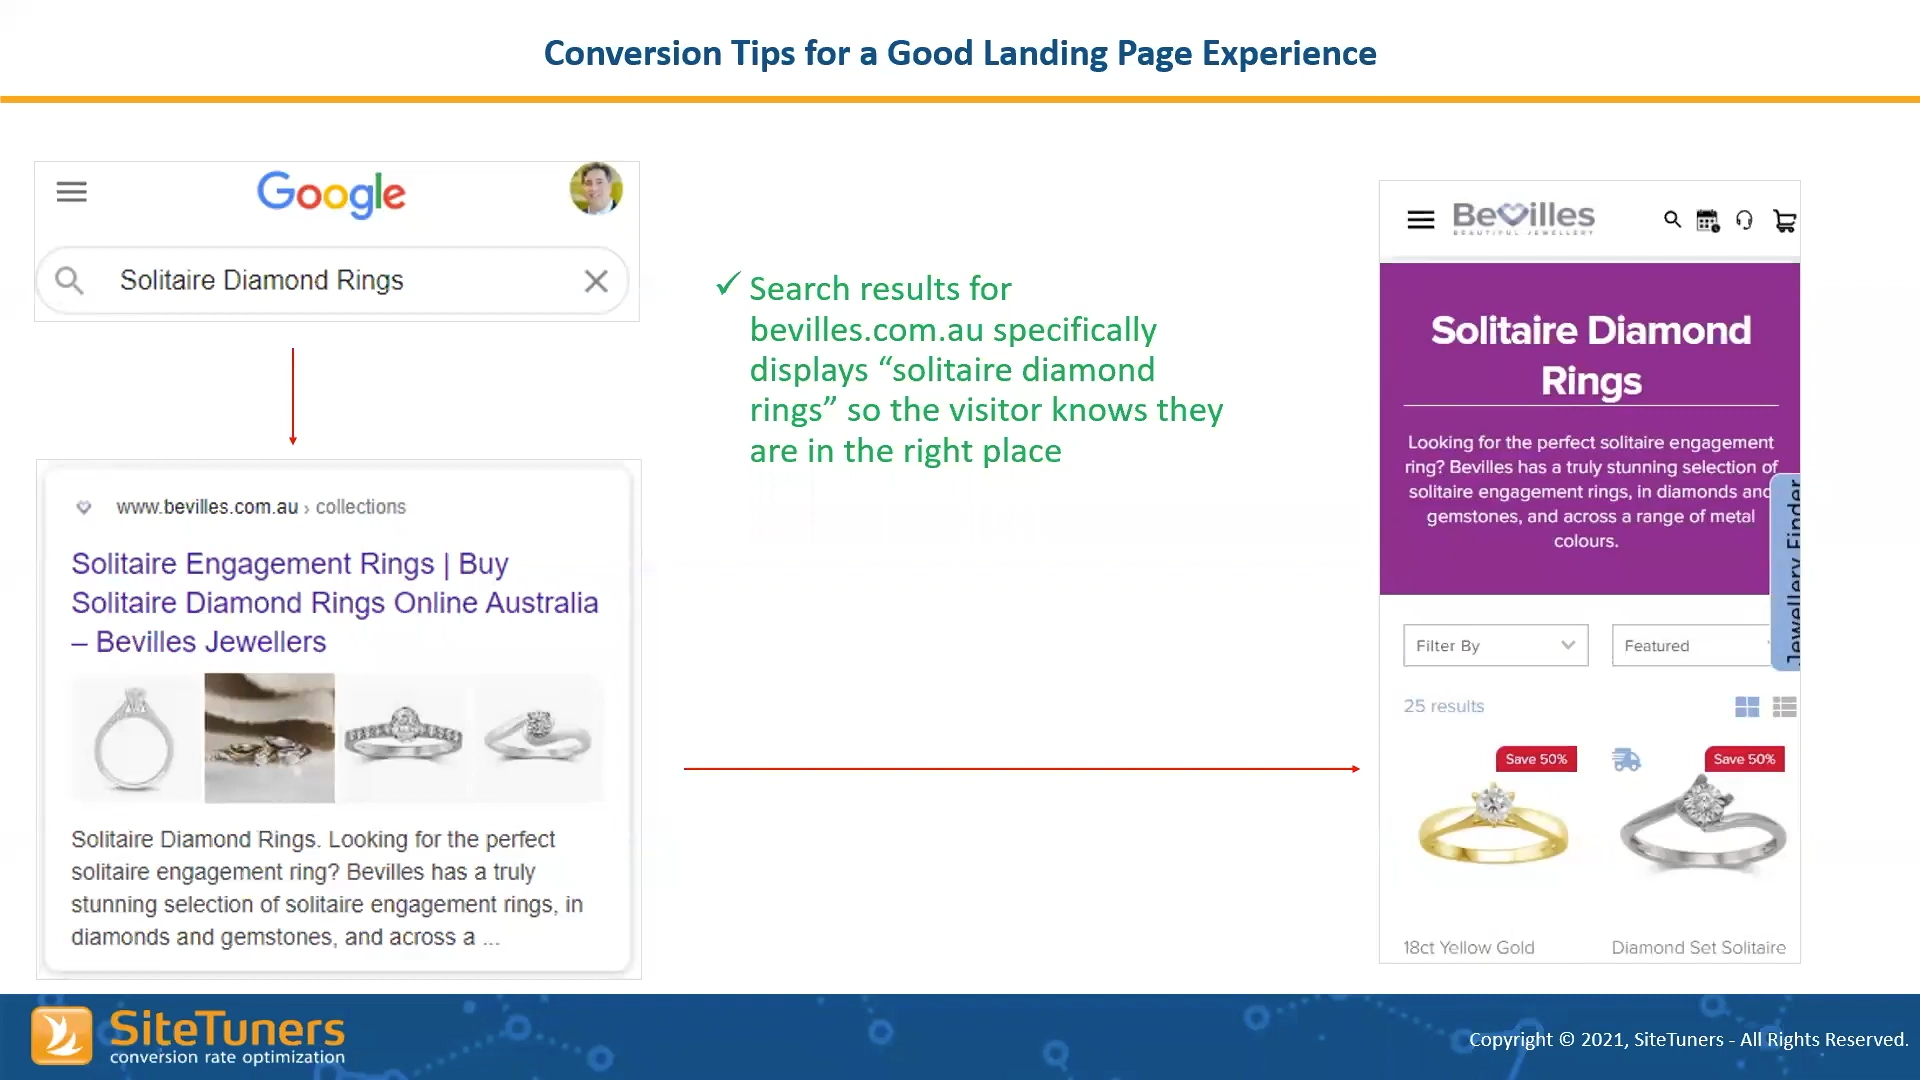 Conversion Tips for a Good Landing Page Experience
Google
Solitaire Diamond Rings
www.bevilles.com.au › collections
Solitaire Engagement Rings | Buy
Solitaire Diamond Rings Online Australia
– Bevilles Jewellers
Solitaire Diamond Rings. Looking for the perfect
solitaire engagement ring? Bevilles has a truly
stunning selection of solitaire engagement rings, in
diamonds and gemstones, and across a ...
✓ Search results for
bevilles.com.au specifically
displays “solitaire diamond
rings” so the visitor knows they
are in the right place
Bevilles
BEAUTIFUL JEWELLERY
Solitaire Diamond
Rings
Looking for the perfect solitaire engagement
ring? Bevilles has a truly stunning selection of
solitaire engagement rings, in diamonds and
gemstones, and across a range of metal
colours.
Jewellery Finder
Filter By
Featured
25 results
Save 50%
Save 50%
18ct Yellow Gold
Diamond Set Solitaire
SiteTuners
conversion rate optimization
Copyright © 2021, SiteTuners - All Rights Reserved.